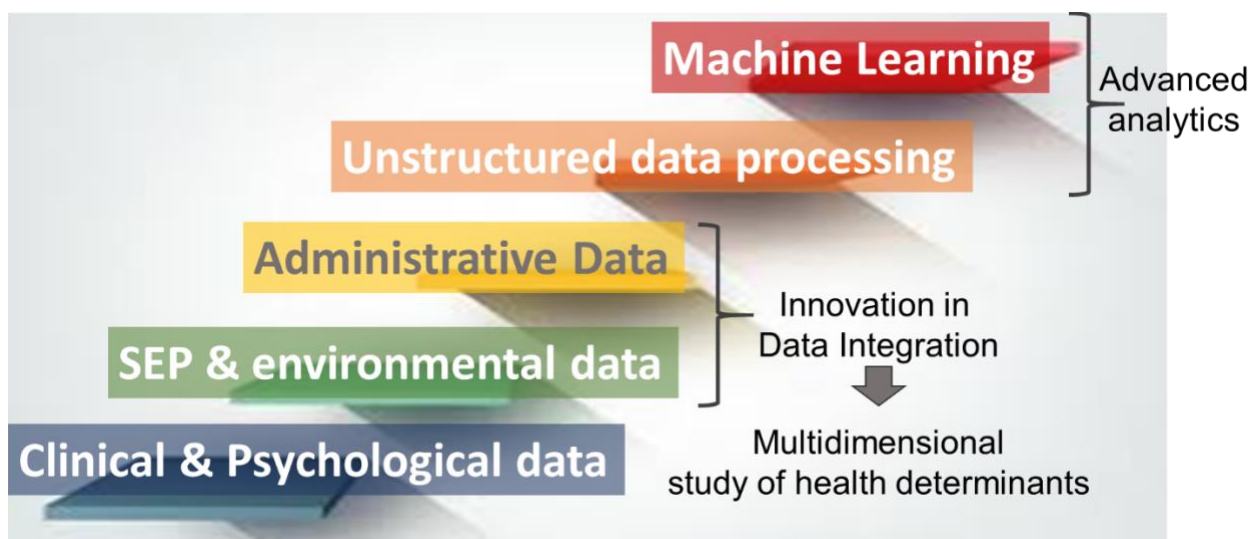 Machine Learning
Advanced
analytics
Unstructured data processing
Administrative Data
Innovation in
Data Integration
SEP & environmental data
Clinical & Psychological data
Multidimensional
study of health determinants